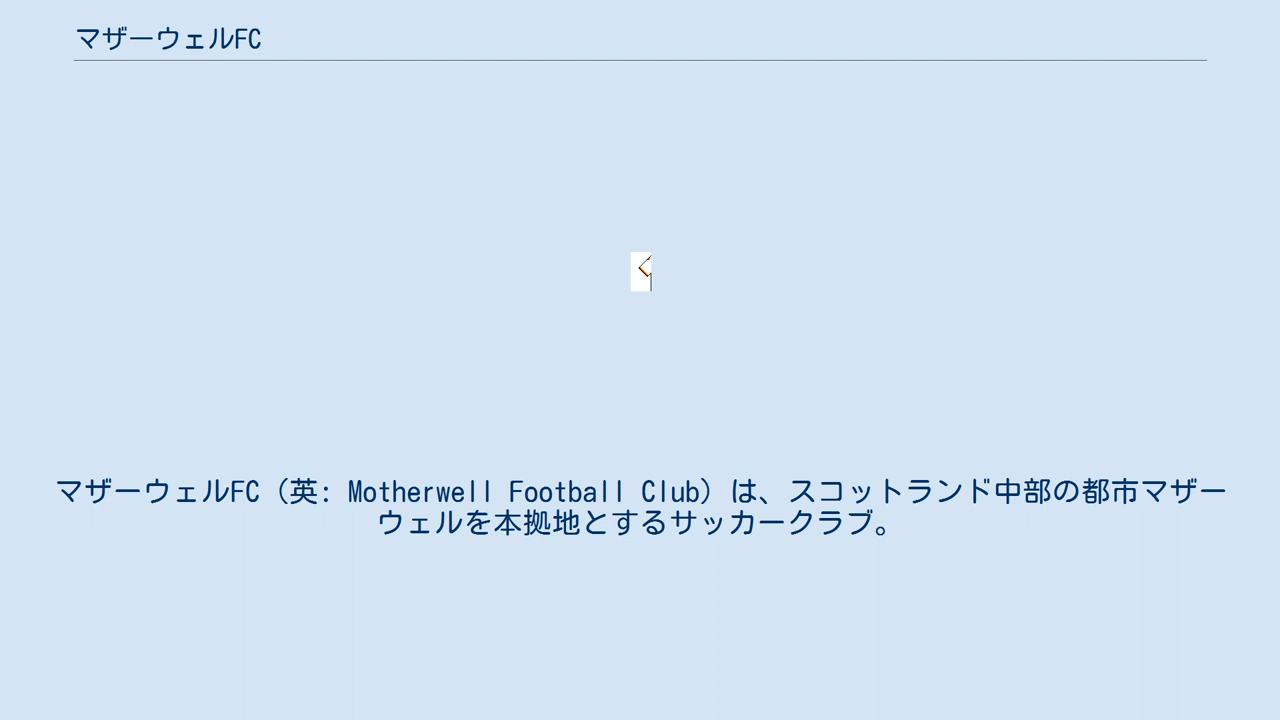 マザーウェルFC
マザーウェルFC（英: Motherwell Football Club）は、スコットランド中部の都市マザー
ウェルを本拠地とするサッカークラブ。